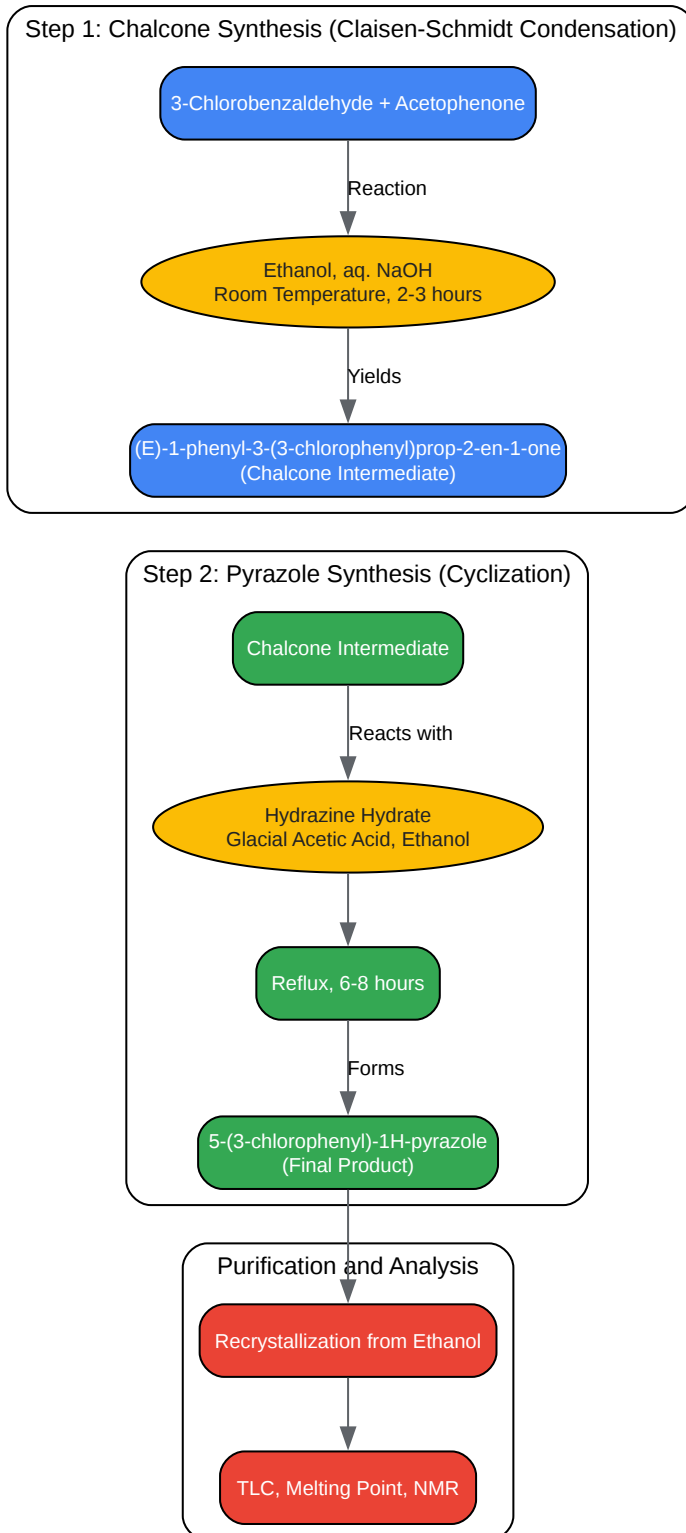 Step 1: Chalcone Synthesis (Claisen-Schmidt Condensation)
3-Chlorobenzaldehyde + Acetophenone
Reaction
Ethanol, aq. NaOH
Room Temperature, 2-3 hours
Yields
(E)-1-phenyl-3-(3-chlorophenyl)prop-2-en-1-one
(Chalcone Intermediate)
Step 2: Pyrazole Synthesis (Cyclization)
Chalcone Intermediate
Reacts with
Hydrazine Hydrate
Glacial Acetic Acid, Ethanol
Reflux, 6-8 hours
Forms
5-(3-chlorophenyl)-1H-pyrazole
(Final Product)
Purification and Analysis
Recrystallization from Ethanol
TLC, Melting Point, NMR